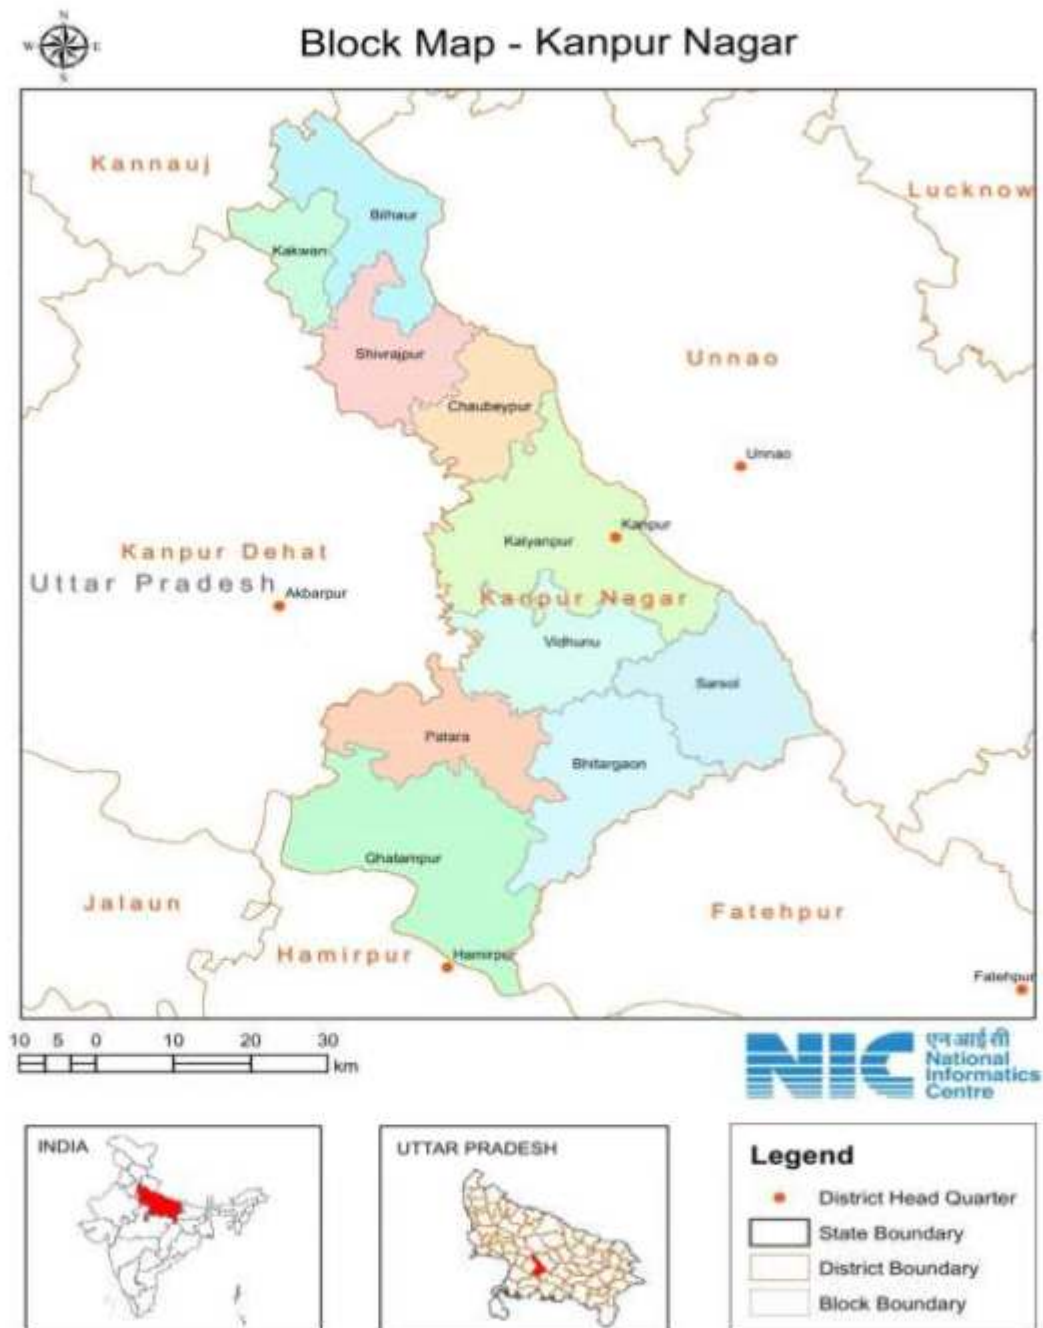 N
W E
S
Block Map - Kanpur Nagar
Kannauj
Lucknow
Bilhaur
Kakwan
Shivrajpur
Unnao
Chaubeypur
Unnao
Kanpur
Kalyanpur
Kanpur Dehat
Uttar Pradesh
Akbarpur
Kanpur Nagar
Vidhunu
Sarsol
Patara
Bhitargaon
Ghatampur
Jalaun
Fatehpur
Hamirpur
Hamirpur
Fatehpur
10 5 0 10 20 30
km
NIC
एन आई सी
National
Informatics
Centre
INDIA
UTTAR PRADESH
Legend
District Head Quarter
State Boundary
District Boundary
Block Boundary